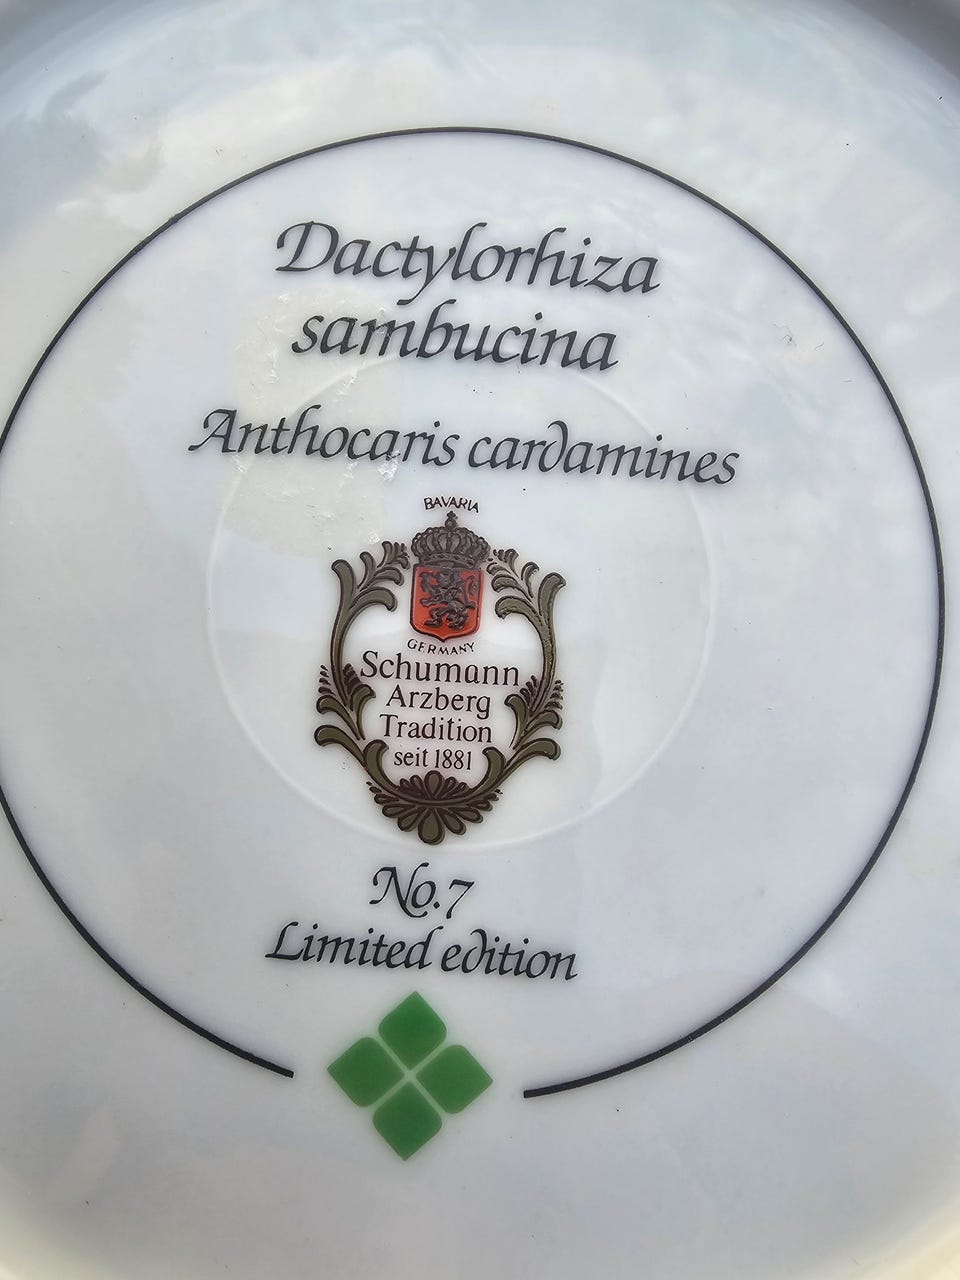 Dactylorhiza
sambucina
Anthocaris cardamines
BAVARIA
GERMANY
Schumann
Arzberg
Tradition
seit 1881
No.7
Limited edition